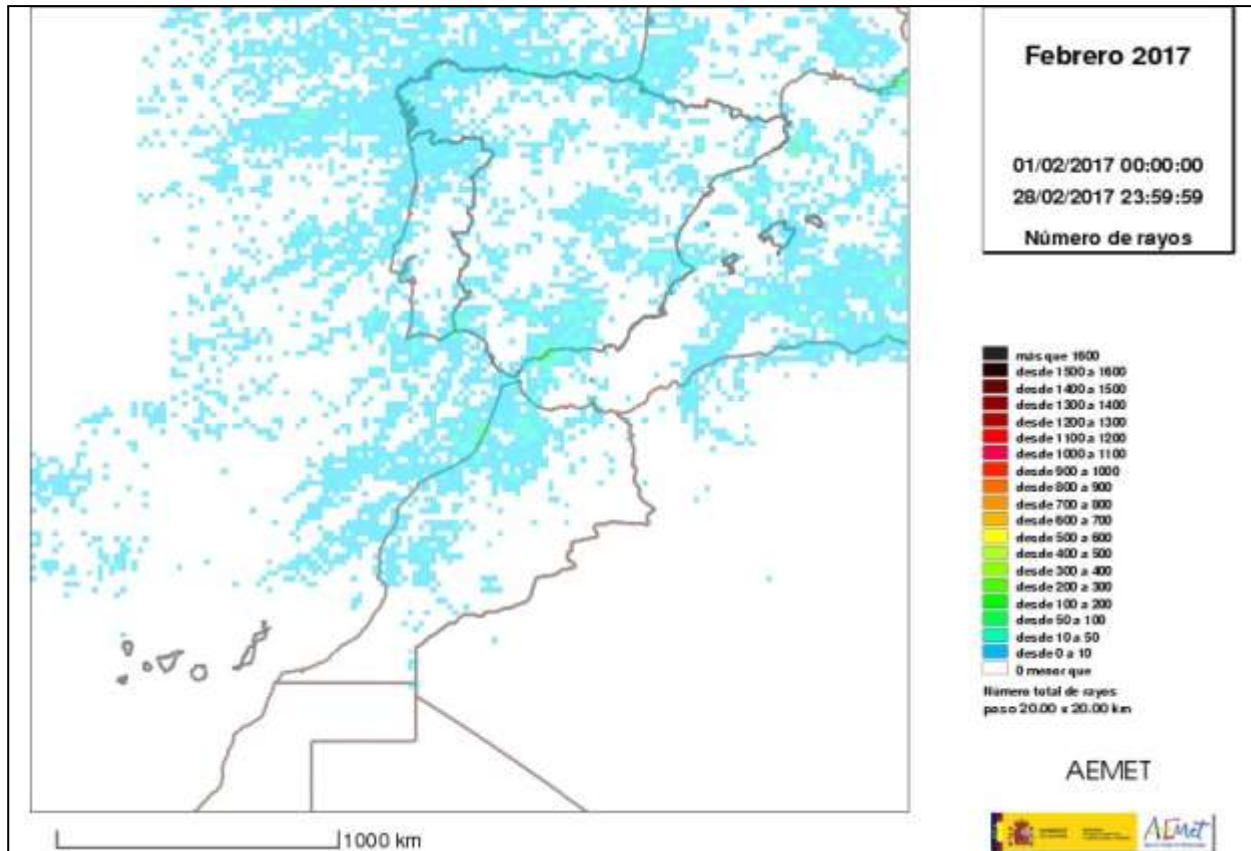 Febrero 2017
01/02/2017 00:00:00
28/02/2017 23:59:59
Número de rayos
más que 1600
desde 1500 a 1600
desde 1400 a 1500
desde 1300 a 1400
desde 1200 a 1300
desde 1100 a 1200
desde 1000 a 1100
desde 900 a 1000
desde 800 a 900
desde 700 a 800
desde 600 a 700
desde 500 a 600
desde 400 a 500
desde 300 a 400
desde 200 a 300
desde 100 a 200
desde 50 a 100
desde 10 a 50
desde 0 a 10
0 menor que
Número total de rayos
paso 20.00 x 20.00 km
AEMET
1000 km
AEmet